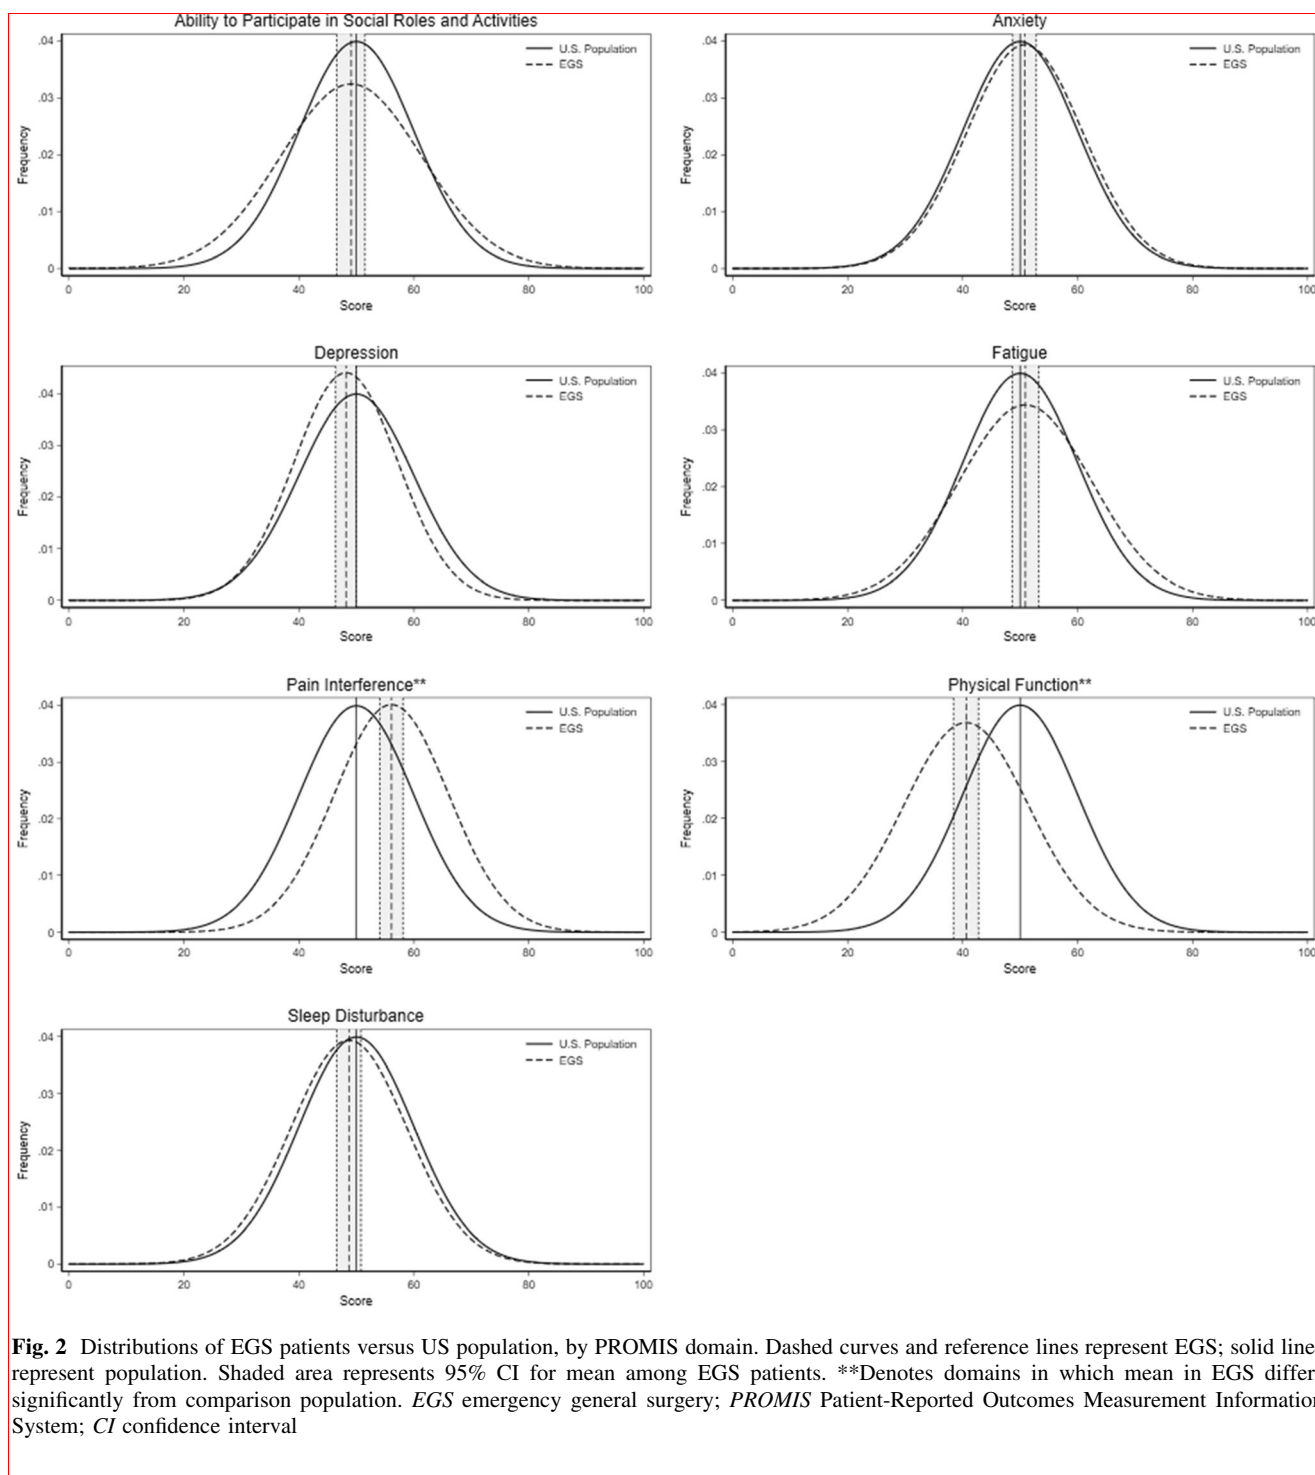 Ability to Participate in Social Roles and Activities
U.S. Population
EGS
.04
.03
.02
.01
0
Frequency
0 20 40 60 80 100
Score
Anxiety
U.S. Population
EGS
.04
.03
.02
.01
0
Frequency
0 20 40 60 80 100
Score
Depression
U.S. Population
EGS
.04
.03
.02
.01
0
Frequency
0 20 40 60 80 100
Score
Fatigue
U.S. Population
EGS
.04
.03
.02
.01
0
Frequency
0 20 40 60 80 100
Score
Pain Interference**
U.S. Population
EGS
.04
.03
.02
.01
0
Frequency
0 20 40 60 80 100
Score
Physical Function**
U.S. Population
EGS
.04
.03
.02
.01
0
Frequency
0 20 40 60 80 100
Score
Sleep Disturbance
U.S. Population
EGS
.04
.03
.02
.01
0
Frequency
0 20 40 60 80 100
Score
Fig. 2 Distributions of EGS patients versus US population, by PROMIS domain. Dashed curves and reference lines represent EGS; solid line
represent population. Shaded area represents 95% CI for mean among EGS patients. **Denotes domains in which mean in EGS differ
significantly from comparison population. EGS emergency general surgery; PROMIS Patient-Reported Outcomes Measurement Information
System; CI confidence interval